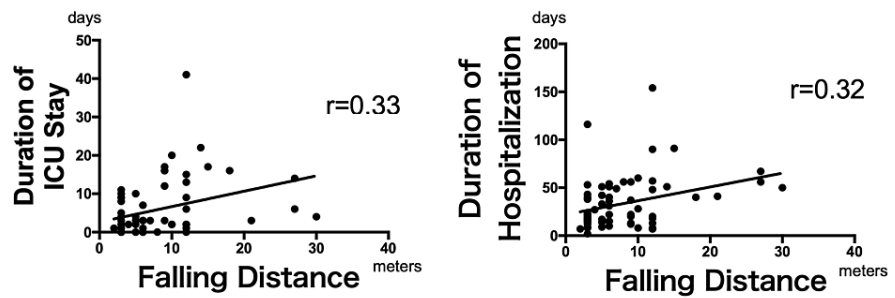 days
50
40
30
20
10
0
Duration of
ICU Stay
r=0.33
0 10 20 30 40
meters
Falling Distance
days
200
150
100
50
0
Duration of
Hospitalization
r=0.32
0 10 20 30 40
meters
Falling Distance